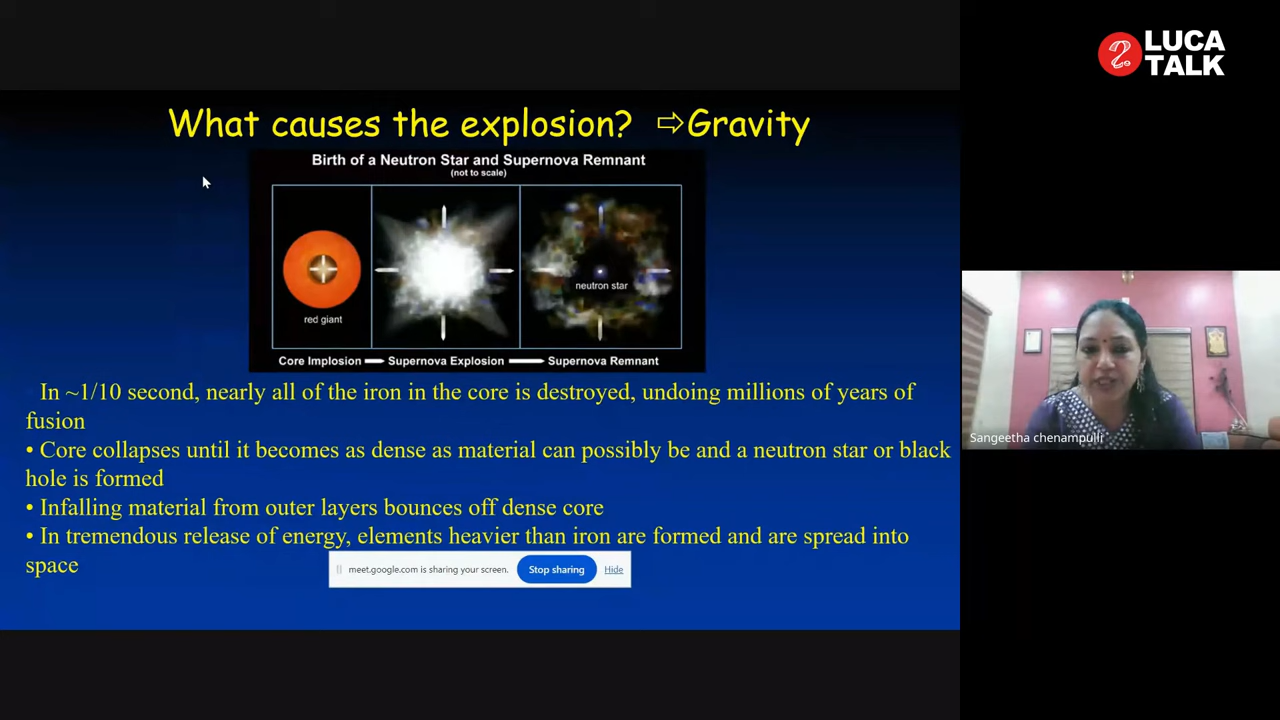 LUCA
TALK
What causes the explosion? ⇨Gravity
Birth of a Neutron Star and Supernova Remnant
(not to scale)
red giant
neutron star
Core Implosion
Supernova Explosion
Supernova Remnant
In ~1/10 second, nearly all of the iron in the core is destroyed, undoing millions of years of
fusion
• Core collapses until it becomes as dense as material can possibly be and a neutron star or black
hole is formed
• Infalling material from outer layers bounces off dense core
• In tremendous release of energy, elements heavier than iron are formed and are spread into
space
meet.google.com is sharing your screen. Stop sharing Hide
Sangeetha chenampulli